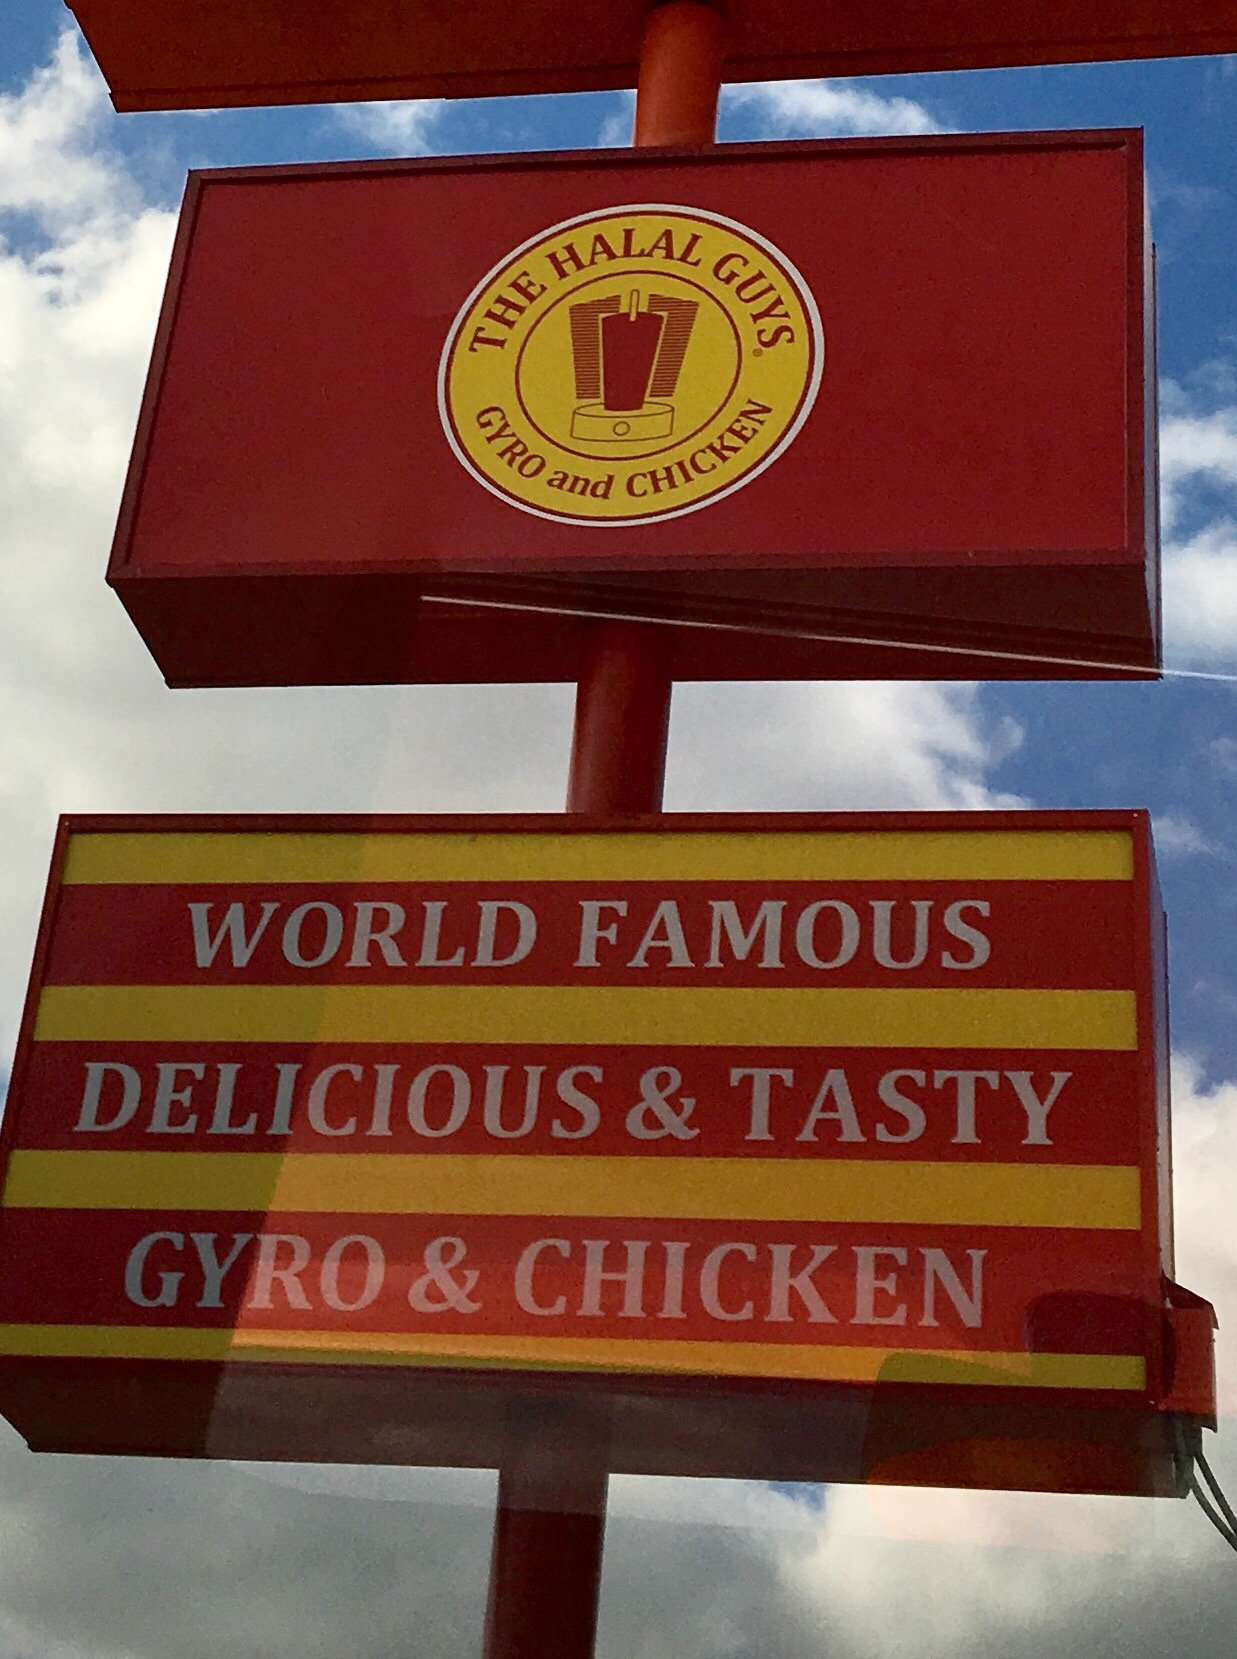 THE HALAL GUYS®
GYRO and CHICKEN
WORLD FAMOUS
DELICIOUS & TASTY
GYRO & CHICKEN